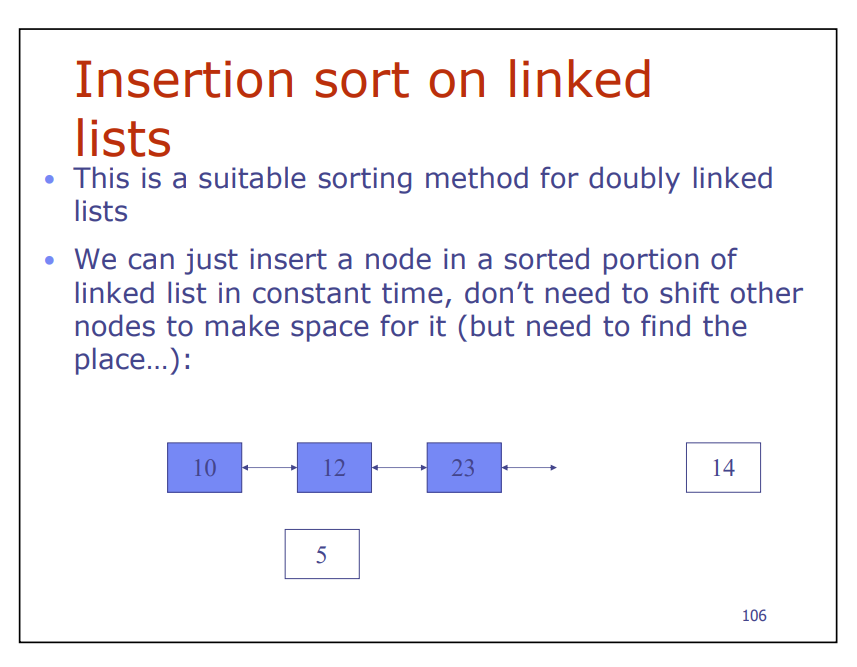 Insertion sort on linked
lists
• This is a suitable sorting method for doubly linked
lists
• We can just insert a node in a sorted portion of
linked list in constant time, don’t need to shift other
nodes to make space for it (but need to find the
place…):
10 12 23 14
5
106